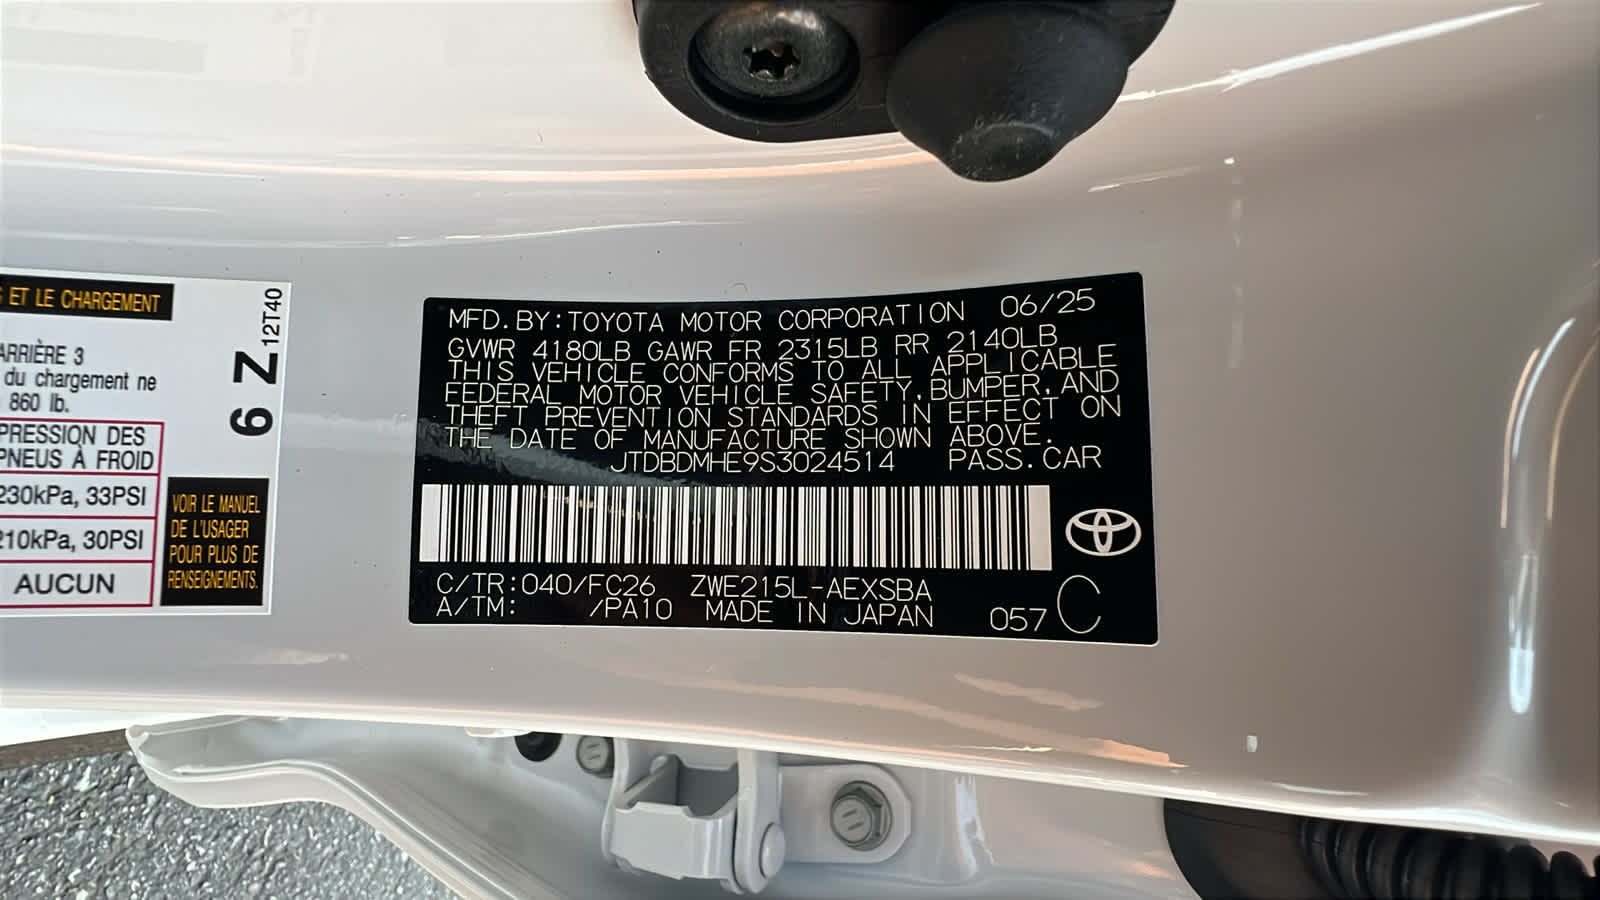 ET LE CHARGEMENT
ARRIÈRE 3
du chargement ne
860 lb.
PRESSION DES
PNEUS À FROID
230kPa, 33PSI
210kPa, 30PSI
AUCUN
6 Z
12T40
VOIR LE MANUEL
DE L'USAGER
POUR PLUS DE
RENSEIGNEMENTS.
MFD.BY:TOYOTA MOTOR CORPORATION 06/25
GVWR 4180LB GAWR FR 2315LB RR 2140LB
THIS VEHICLE CONFORMS TO ALL APPLICABLE
FEDERAL MOTOR VEHICLE SAFETY,BUMPER,AND
THEFT PREVENTION STANDARDS IN EFFECT ON
THE DATE OF MANUFACTURE SHOWN ABOVE.
JTDBDMHE9S3024514 PASS.CAR
C/TR:040/FC26 ZWE215L-AEXSBA
A/TM: /PA10 MADE IN JAPAN 057 C